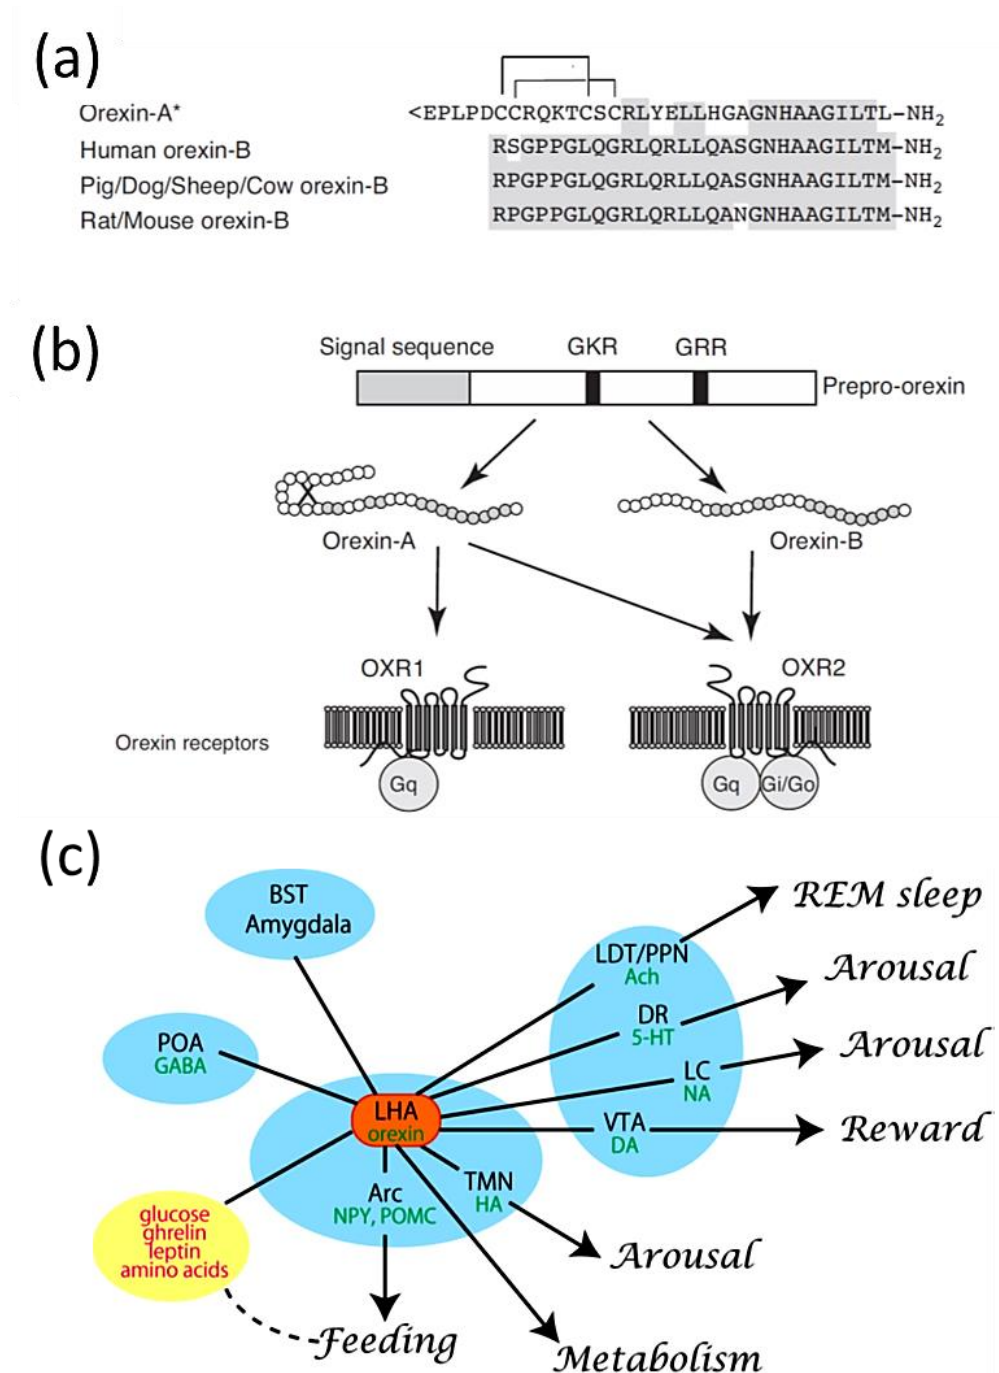 (a)
Orexin-A* <EPLPDCCRQKTCSCRLYELLHGAGNHAAGILTL-NH2
Human orexin-B RSGPPGLQGRLQRLLQASGNHAAGILTM-NH2
Pig/Dog/Sheep/Cow orexin-B RPGPPGLQGRLQRLLQASGNHAAGILTM-NH2
Rat/Mouse orexin-B RPGPPGLQGRLQRLLQANGNHAAGILTM-NH2
(b)
Signal sequence GKR GRR
Prepro-orexin
Orexin-A Orexin-B
OXR1 OXR2
Orexin receptors
Gq Gq Gi/Go
(c)
BST
Amygdala
POA
GABA
LHA
orexin
glucose
ghrelin
leptin
amino acids
Arc
NPY, POMC
TMN
HA
LDT/PPN
Ach
DR
5-HT
LC
NA
VTA
DA
REM sleep
Arousal
Arousal
Reward
Arousal
Feeding
Metabolism